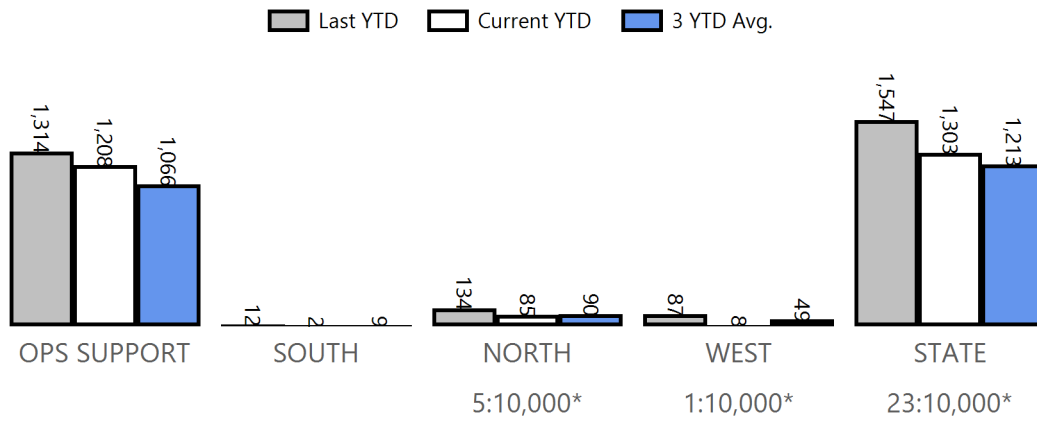 Last YTD Current YTD 3 YTD Avg.
1,314 1,208 1,066 12 2 9 134 85 90 87 8 49 1,547 1,303 1,213
OPS SUPPORT SOUTH NORTH WEST STATE
5:10,000* 1:10,000* 23:10,000*